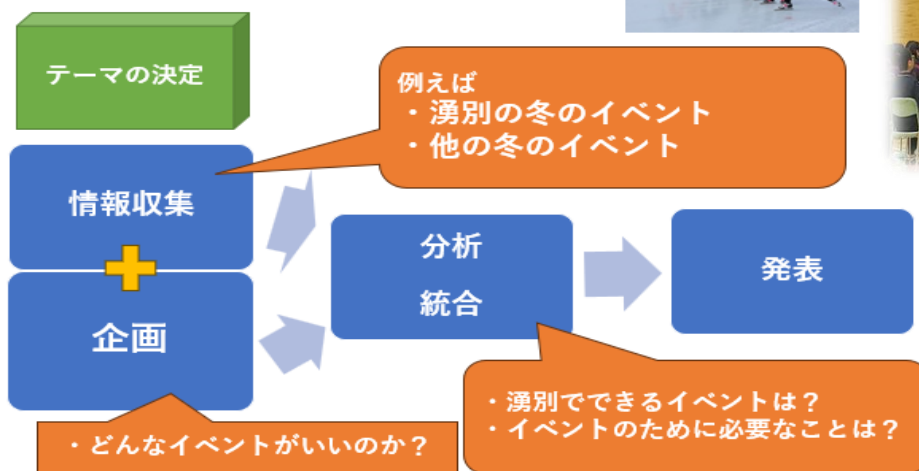 テーマの決定
例えば
・湧別の冬のイベント
・他の冬のイベント
情報収集
企画
分析
統合
発表
・どんなイベントがいいのか？
・湧別でできるイベントは？
・イベントのために必要なことは？